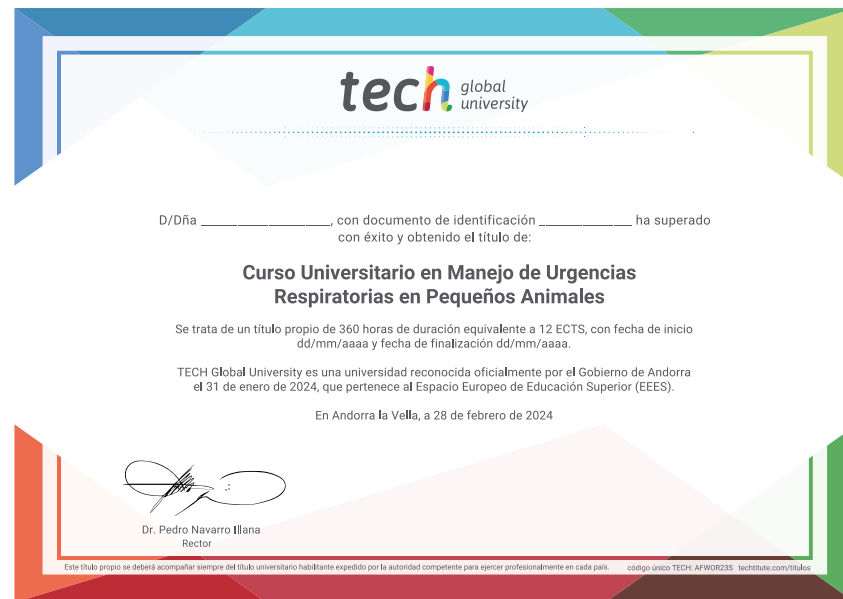 tech global university
D/Dña ____________________, con documento de identificación ______________ ha superado
con éxito y obtenido el título de:
Curso Universitario en Manejo de Urgencias
Respiratorias en Pequeños Animales
Se trata de un título propio de 360 horas de duración equivalente a 12 ECTS, con fecha de inicio
dd/mm/aaaa y fecha de finalización dd/mm/aaaa.
TECH Global University es una universidad reconocida oficialmente por el Gobierno de Andorra
el 31 de enero de 2024, que pertenece al Espacio Europeo de Educación Superior (EEES).
En Andorra la Vella, a 28 de febrero de 2024
Dr. Pedro Navarro Illana
Rector
Este título propio se deberá acompañar siempre del título universitario habilitante expedido por la autoridad competente para ejercer profesionalmente en cada país. código único TECH: AFWOR23S techtitute.com/titulos